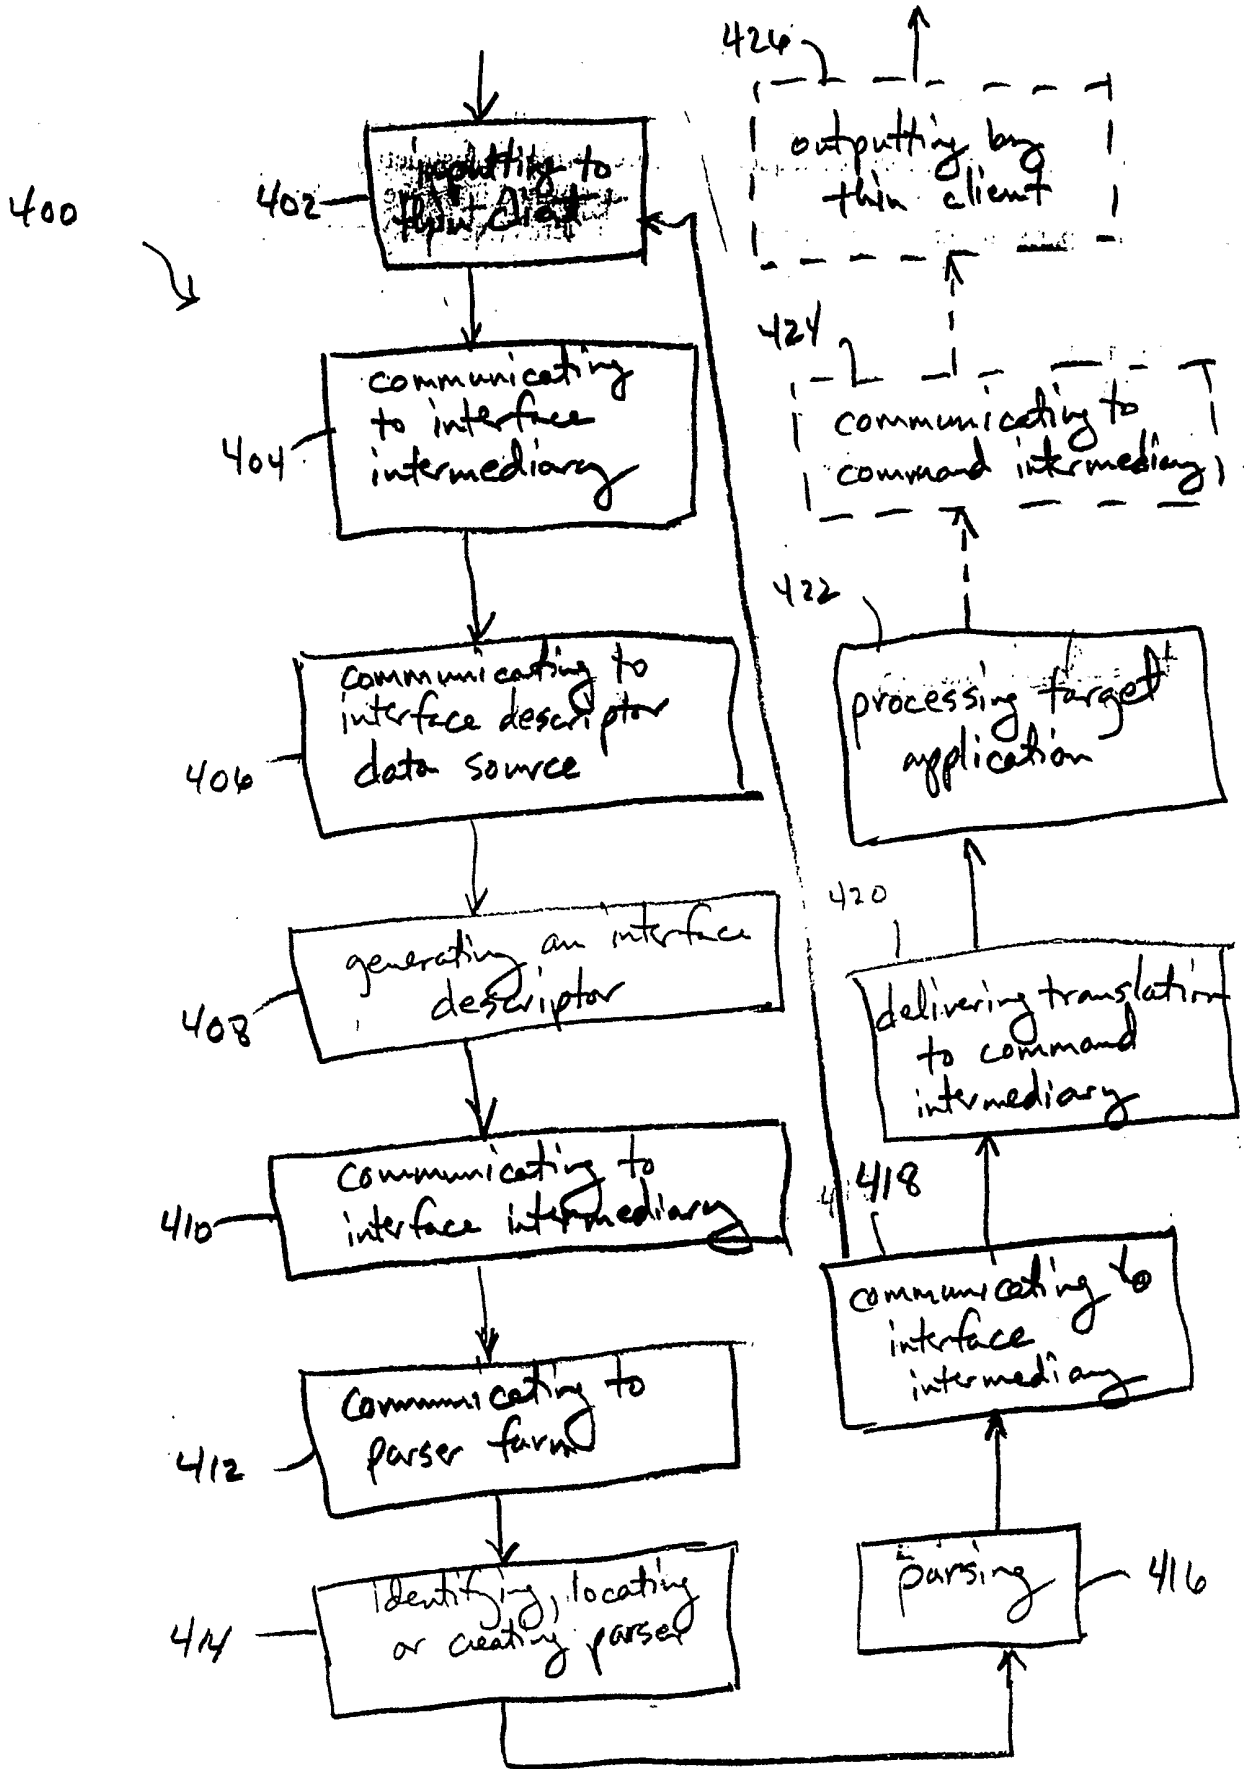 400
402
inputting to
thin client
404
communicating
to interface
intermediary
406
communicating to
interface descriptor
data source
408
generating an interface
descriptor
410
communicating to
interface intermediary
412
communicating to
parser farm
414
identifying, locating
or creating parser
416
parsing
418
communicating to
interface
intermediary
420
delivering translation
to command
intermediary
422
processing target
application
424
communicating to
command intermediary
426
outputting by
thin client